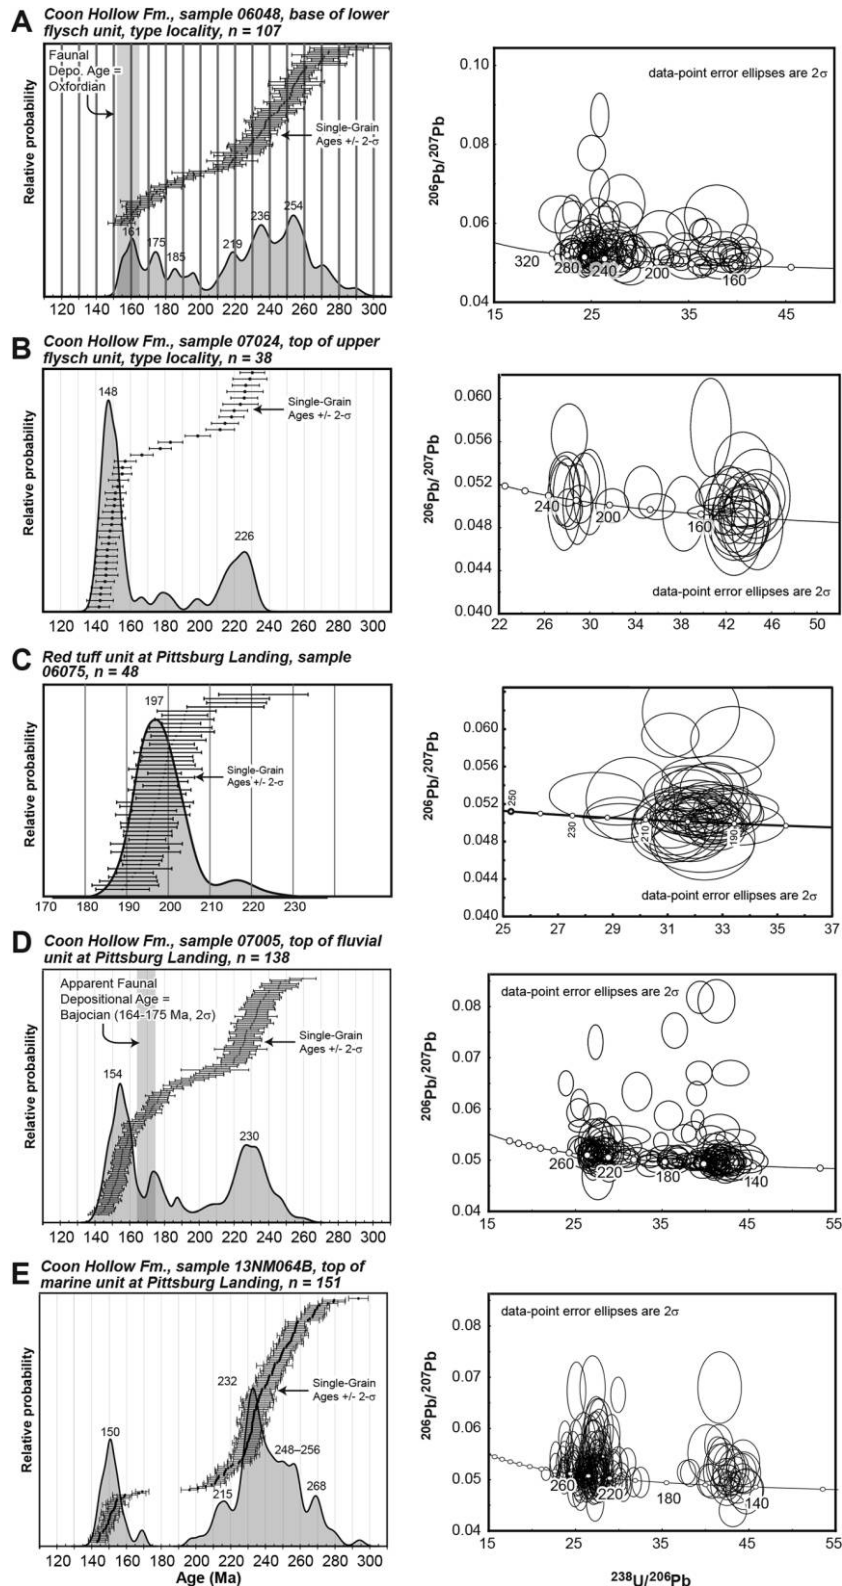 A Coon Hollow Fm., sample 06048, base of lower
flysch unit, type locality, n = 107
Faunal
Depo. Age =
Oxfordian
Single-Grain
Ages +/- 2-σ
161
175
185
219
236
254
Relative probability
120 140 160 180 200 220 240 260 280 300
data-point error ellipses are 2σ
206Pb/207Pb
0.10
0.08
0.06
0.04
320
280
240
200
160
15 25 35 45
B Coon Hollow Fm., sample 07024, top of upper
flysch unit, type locality, n = 38
148
Single-Grain
Ages +/- 2-σ
226
Relative probability
120 140 160 180 200 220 240 260 280 300
206Pb/207Pb
0.060
0.056
0.052
0.048
0.044
0.040
240
200
160
data-point error ellipses are 2σ
22 26 30 34 38 42 46 50
C Red tuff unit at Pittsburg Landing, sample
06075, n = 48
197
Single-Grain
Ages +/- 2-σ
Relative probability
170 180 190 200 210 220 230
206Pb/207Pb
0.060
0.056
0.052
0.048
0.044
0.040
250
230
210
190
data-point error ellipses are 2σ
25 27 29 31 33 35 37
D Coon Hollow Fm., sample 07005, top of fluvial
unit at Pittsburg Landing, n = 138
Apparent Faunal
Depositional Age =
Bajocian (164-175 Ma, 2σ)
Single-Grain
Ages +/- 2-σ
154
230
Relative probability
120 140 160 180 200 220 240 260 280 300
data-point error ellipses are 2σ
206Pb/207Pb
0.08
0.07
0.06
0.05
0.04
260
220
180
140
15 25 35 45 55
E Coon Hollow Fm., sample 13NM064B, top of
marine unit at Pittsburg Landing, n = 151
232
Single-Grain
Ages +/- 2-σ
150
248–256
215
268
Relative probability
120 140 160 180 200 220 240 260 280 300
Age (Ma)
data-point error ellipses are 2σ
206Pb/207Pb
0.08
0.07
0.06
0.05
0.04
260
220
180
140
15 25 35 45 55
238U/206Pb